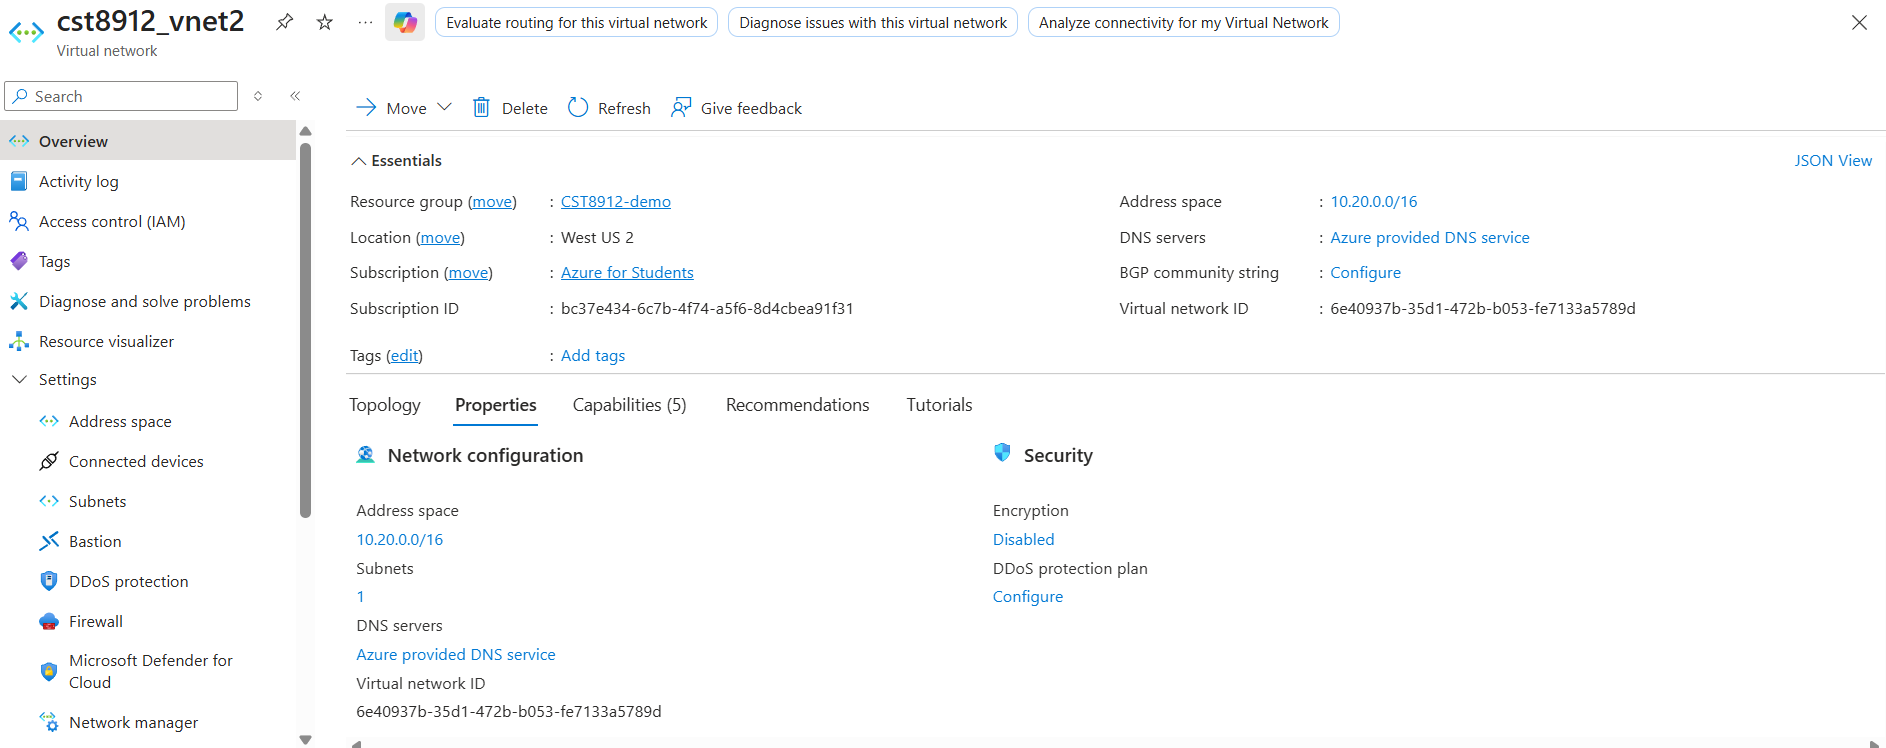 cst8912_vnet2
Virtual network
Evaluate routing for this virtual network
Diagnose issues with this virtual network
Analyze connectivity for my Virtual Network
Search
Overview
Activity log
Access control (IAM)
Tags
Diagnose and solve problems
Resource visualizer
Settings
Address space
Connected devices
Subnets
Bastion
DDoS protection
Firewall
Microsoft Defender for
Cloud
Network manager
Move Delete Refresh Give feedback
Essentials JSON View
Resource group (move) : CST8912-demo
Location (move) : West US 2
Subscription (move) : Azure for Students
Subscription ID : bc37e434-6c7b-4f74-a5f6-8d4cbea91f31
Address space : 10.20.0.0/16
DNS servers : Azure provided DNS service
BGP community string : Configure
Virtual network ID : 6e40937b-35d1-472b-b053-fe7133a5789d
Tags (edit) : Add tags
Topology Properties Capabilities (5) Recommendations Tutorials
Network configuration
Address space
10.20.0.0/16
Subnets
1
DNS servers
Azure provided DNS service
Virtual network ID
6e40937b-35d1-472b-b053-fe7133a5789d
Security
Encryption
Disabled
DDoS protection plan
Configure